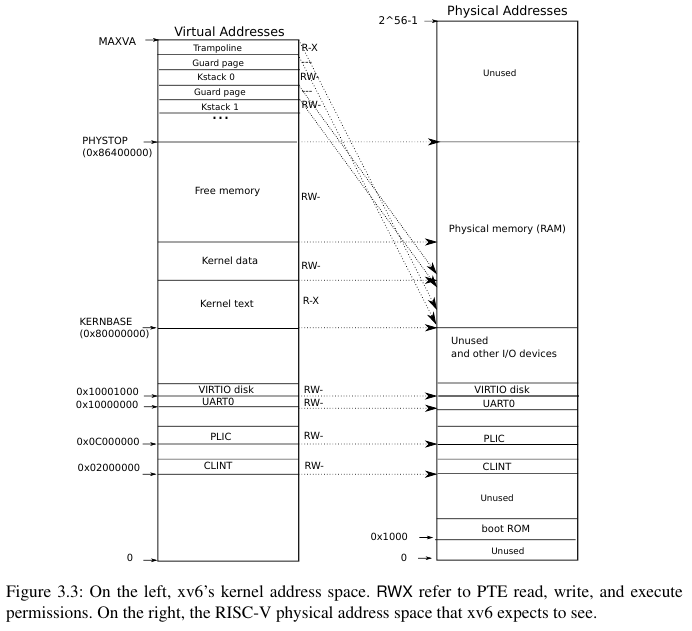 Physical Addresses
2^56-1
Virtual Addresses
MAXVA
Trampoline
R-X
Guard page
---
Kstack 0
RW-
Guard page
---
Kstack 1
RW-
...
Unused
PHYSTOP
(0x86400000)
Free memory
RW-
Physical memory (RAM)
Kernel data
RW-
Kernel text
R-X
KERNBASE
(0x80000000)
Unused
and other I/O devices
0x10001000
VIRTIO disk
RW-
VIRTIO disk
0x10000000
UART0
RW-
UART0
0x0C000000
PLIC
RW-
PLIC
0x02000000
CLINT
RW-
CLINT
Unused
boot ROM
0x1000
Unused
0
0
Figure 3.3: On the left, xv6's kernel address space. RWX refer to PTE read, write, and execute
permissions. On the right, the RISC-V physical address space that xv6 expects to see.